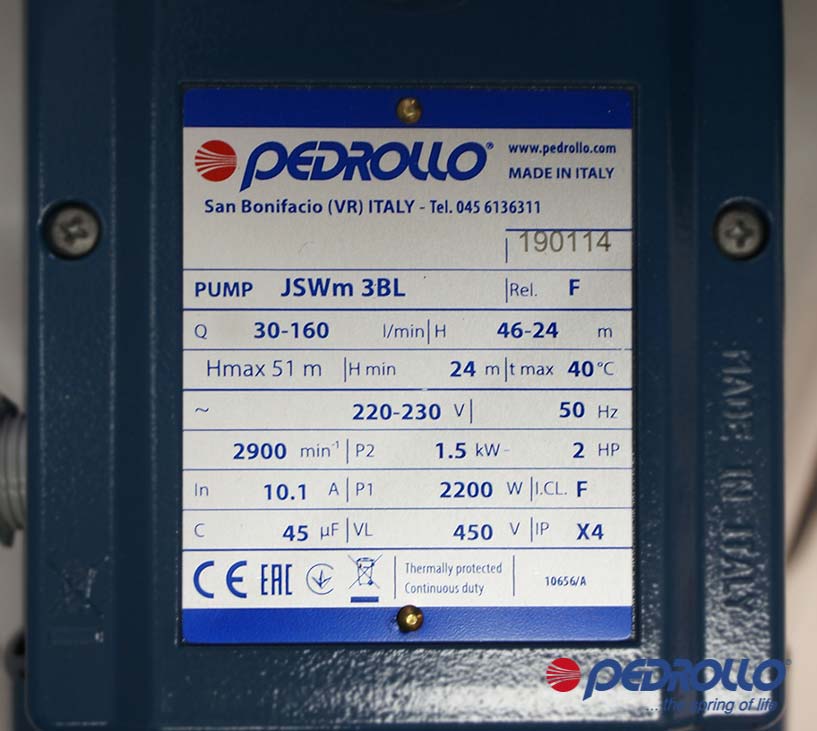 PEDROLLO®
www.pedrollo.com
MADE IN ITALY
San Bonifacio (VR) ITALY - Tel. 045 6136311
190114
PUMP JSWm 3BL Rel. F
Q 30-160 l/min H 46-24 m
Hmax 51 m H min 24 m t max 40 °C
~ 220-230 V 50 Hz
2900 min⁻¹ P2 1.5 kW - 2 HP
In 10.1 A P1 2200 W I.CL. F
C 45 µF VL 450 V IP X4
CE EAC Thermally protected
Continuous duty 10656/A
MADE IN ITALY
PEDROLLO®
...the spring of life